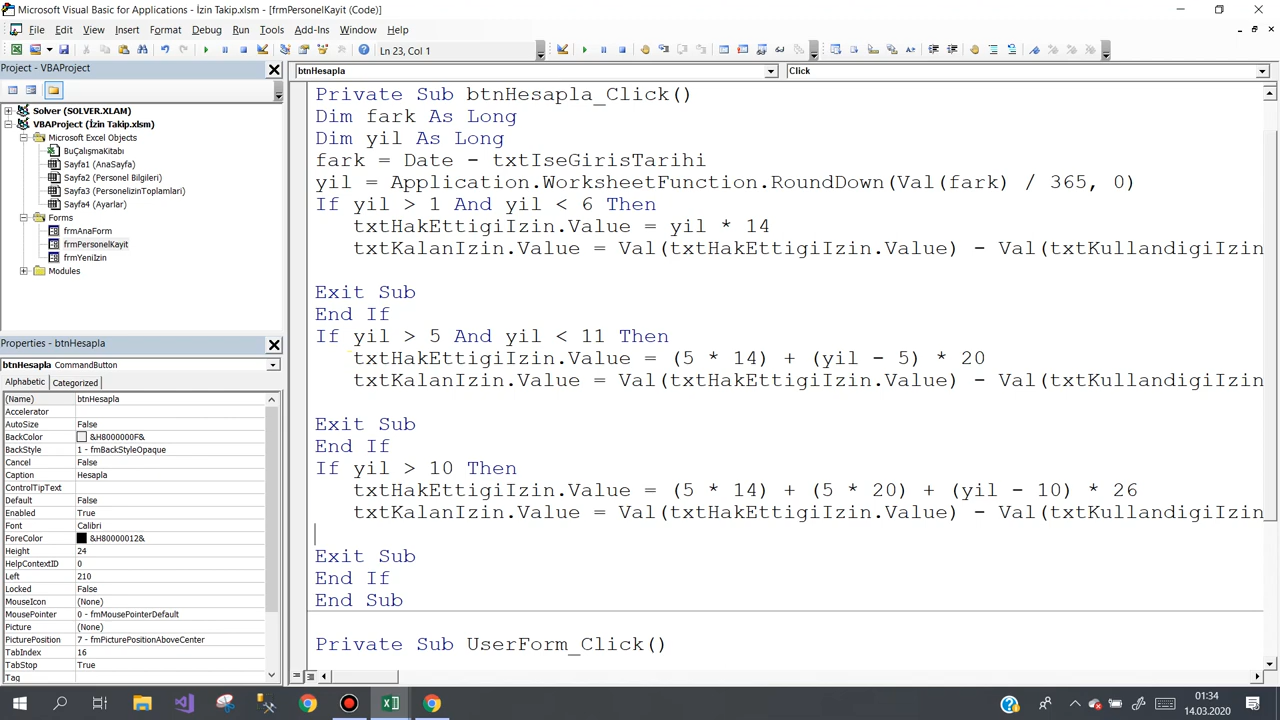 Microsoft Visual Basic for Applications - İzin Takip.xlsm - [frmPersonelKayit (Code)]
File Edit View Insert Format Debug Run Tools Add-Ins Window Help
Ln 23, Col 1
Project - VBAProject
Solver (SOLVER.XLAM)
VBAProject (İzin Takip.xlsm)
Microsoft Excel Objects
BuÇalışmaKitabı
Sayfa1 (AnaSayfa)
Sayfa2 (Personel Bilgileri)
Sayfa3 (PersonelizinToplamları)
Sayfa4 (Ayarlar)
Forms
frmAnaForm
frmPersonelKayit
frmYeniIzin
Modules
Properties - btnHesapla
btnHesapla CommandButton
Alphabetic Categorized
(Name) btnHesapla
Accelerator
AutoSize False
BackColor &H8000000F&
BackStyle 1 - fmBackStyleOpaque
Cancel False
Caption Hesapla
ControlTipText
Default False
Enabled True
Font Calibri
ForeColor &H80000012&
Height 24
HelpContextID 0
Left 210
Locked False
MouseIcon (None)
MousePointer 0 - fmMousePointerDefault
Picture (None)
PicturePosition 7 - fmPicturePositionAboveCenter
TabIndex 16
TabStop True
Tag
btnHesapla Click
Private Sub btnHesapla_Click()
Dim fark As Long
Dim yil As Long
fark = Date - txtIseGirisTarihi
yil = Application.WorksheetFunction.RoundDown(Val(fark) / 365, 0)
If yil > 1 And yil < 6 Then
txtHakEttigiIzin.Value = yil * 14
txtKalanIzin.Value = Val(txtHakEttigiIzin.Value) - Val(txtKullandigiIzin
Exit Sub
End If
If yil > 5 And yil < 11 Then
txtHakEttigiIzin.Value = (5 * 14) + (yil - 5) * 20
txtKalanIzin.Value = Val(txtHakEttigiIzin.Value) - Val(txtKullandigiIzin
Exit Sub
End If
If yil > 10 Then
txtHakEttigiIzin.Value = (5 * 14) + (5 * 20) + (yil - 10) * 26
txtKalanIzin.Value = Val(txtHakEttigiIzin.Value) - Val(txtKullandigiIzin
Exit Sub
End If
End Sub
Private Sub UserForm_Click()
01:34
14.03.2020